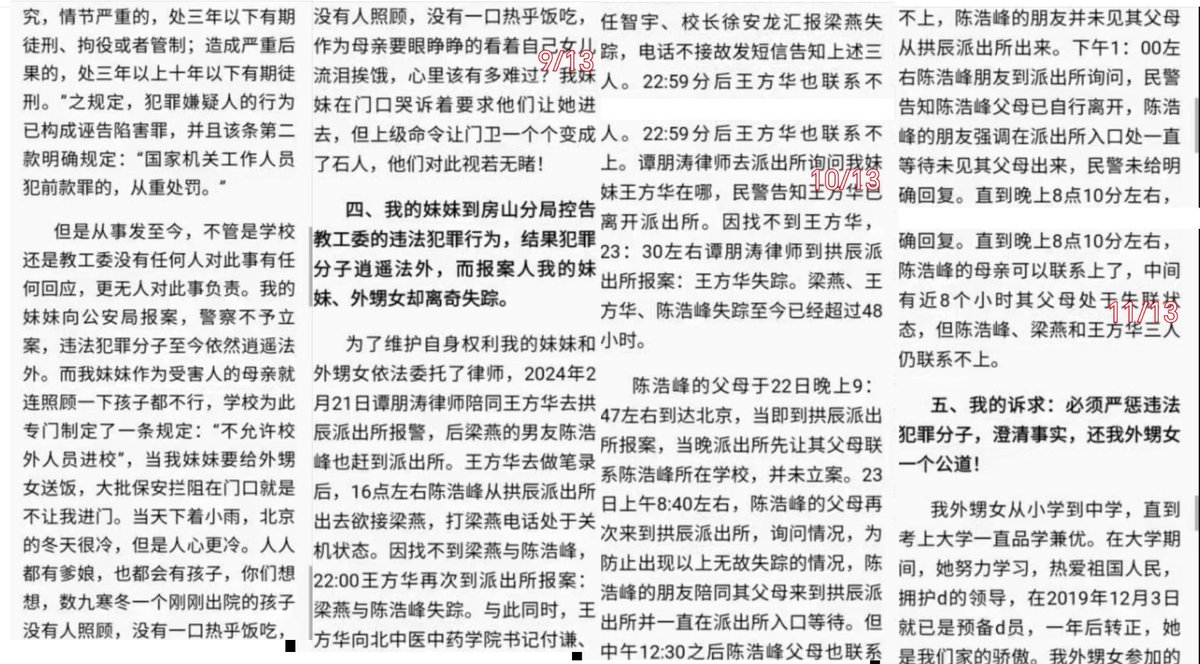 究，情节严重的，处三年以下有期
徒刑、拘役或者管制；造成严重后
果的，处三年以上十年以下有期徒
刑。”之规定，犯罪嫌疑人的行为
已构成诬告陷害罪，并且该条第二
款明确规定：“国家机关工作人员
犯前款罪的，从重处罚。”
但是从事发至今，不管是学校
还是教工委没有任何人对此事有任
何回应，更无人对此事负责。我的
妹妹向公安局报案，警察不予立
案，违法犯罪分子至今依然逍遥法
外。而我妹妹作为受害人的母亲就
连照顾一下孩子都不行，学校为此
专门制定了一条规定：“不允许校
外人员进校”，当我妹妹要给外甥
女送饭，大批保安拦阻在门口就是
不让我进门。当天下着小雨，北京
的冬天很冷，但是人心更冷。人人
都有爹娘，也都会有孩子，你们想
想，数九寒冬一个刚刚出院的孩子
没有人照顾，没有一口热乎饭吃，
没有人照顾，没有一口热乎饭吃，
作为母亲要眼睁睁的看着自己女儿
流泪挨饿，心里该有多难过？我妹
9/13
妹在门口哭诉着要求他们让她进
去，但上级命令让门卫一个个变成
了石人，他们对此视若无睹！
四、我的妹妹到房山分局控告
教工委的违法犯罪行为，结果犯罪
分子逍遥法外，而报案人我的妹
妹、外甥女却离奇失踪。
为了维护自身权利我的妹妹和
外甥女依法委托了律师，2024年2
月21日谭朋涛律师陪同王方华去拱
辰派出所报警，后梁燕的男友陈浩
峰也赶到派出所。王方华去做笔录
后，16点左右陈浩峰从拱辰派出所
出去欲接梁燕，打梁燕电话处于关
机状态。因找不到梁燕与陈浩峰，
22:00王方华再次到派出所报案：
梁燕与陈浩峰失踪。与此同时，王
方华向北中医中药学院书记付谦、
任智宇、校长徐安龙汇报梁燕失
踪，电话不接故发短信告知上述三
人。22:59分后王方华也联系不
人。22:59分后王方华也联系不
上。谭朋涛律师去派出所询问我妹
妹王方华在哪，民警告知王方华已
10/13
离开派出所。因找不到王方华，
23：30左右谭朋涛律师到拱辰派
出所报案：王方华失踪。梁燕、王
方华、陈浩峰失踪至今已经超过48
小时。
陈浩峰的父母于22日晚上9：
47左右到达北京，当即到拱辰派出
所报案，当晚派出所先让其父母联
系陈浩峰所在学校，并未立案。23
日上午8:40左右，陈浩峰的父母再
次来到拱辰派出所，询问情况，为
防止出现以上无故失踪的情况，陈
浩峰的朋友陪同其父母来到拱辰派
出所并一直在派出所入口等待。但
中午12:30之后陈浩峰父母也联系
不上，陈浩峰的朋友并未见其父母
从拱辰派出所出来。下午1：00左
右陈浩峰朋友到派出所询问，民警
告知陈浩峰父母已自行离开，陈浩
峰的朋友强调在派出所入口处一直
等待未见其父母出来，民警未给明
确回复。直到晚上8点10分左右，
确回复。直到晚上8点10分左右，
陈浩峰的母亲可以联系上了，中间
有近8个小时其父母处于失联状
11/13
态，但陈浩峰、梁燕和王方华三人
仍联系不上。
五、我的诉求：必须严惩违法
犯罪分子，澄清事实，还我外甥女
一个公道！
我外甥女从小学到中学，直到
考上大学一直品学兼优。在大学期
间，她努力学习，热爱祖国人民，
拥护d的领导，在2019年12月3日
就已是预备d员，一年后转正，她
是我们家的骄傲。我外甥女参加的